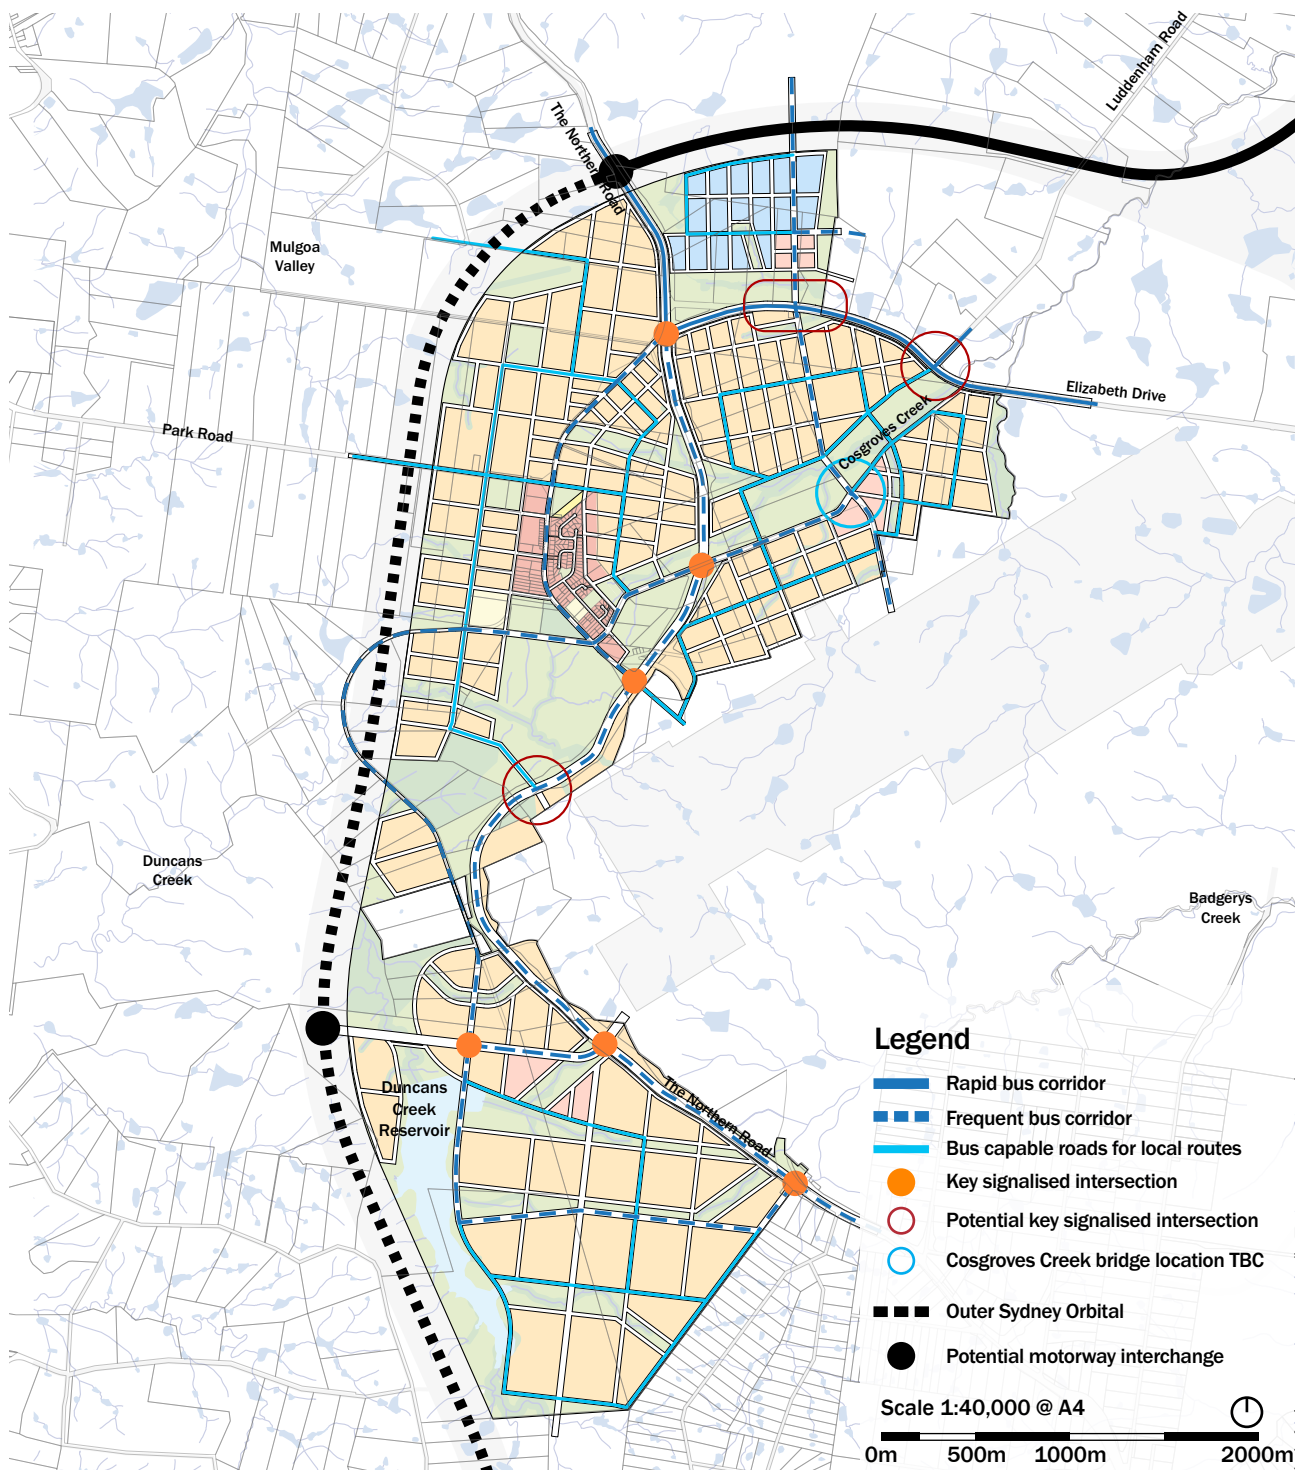 Luddenham Road
The Northern Road
Mulgoa
Valley
Elizabeth Drive
Cosgroves Creek
Park Road
Duncans
Creek
Badgerys
Creek
Duncans
Creek
Reservoir
The Northern Road
Legend
Rapid bus corridor
Frequent bus corridor
Bus capable roads for local routes
Key signalised intersection
Potential key signalised intersection
Cosgroves Creek bridge location TBC
Outer Sydney Orbital
Potential motorway interchange
Scale 1:40,000 @ A4
0m 500m 1000m 2000m